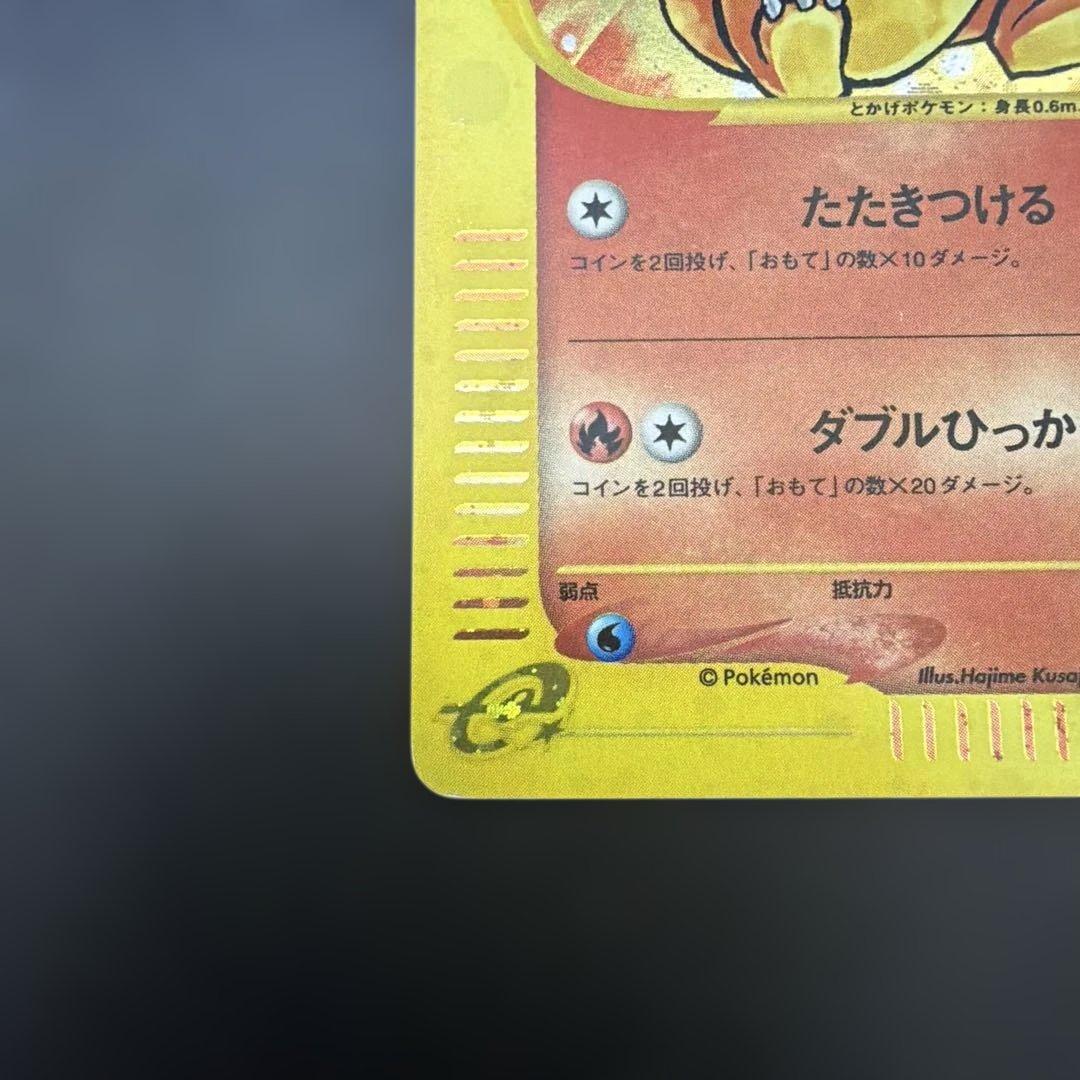 とかげポケモン：身長0.6m
たたきつける
コインを2回投げ、「おもて」の数×10ダメージ。
ダブルひっか
コインを2回投げ、「おもて」の数×20ダメージ。
弱点 抵抗力
© Pokémon Illus.Hajime Kusaj